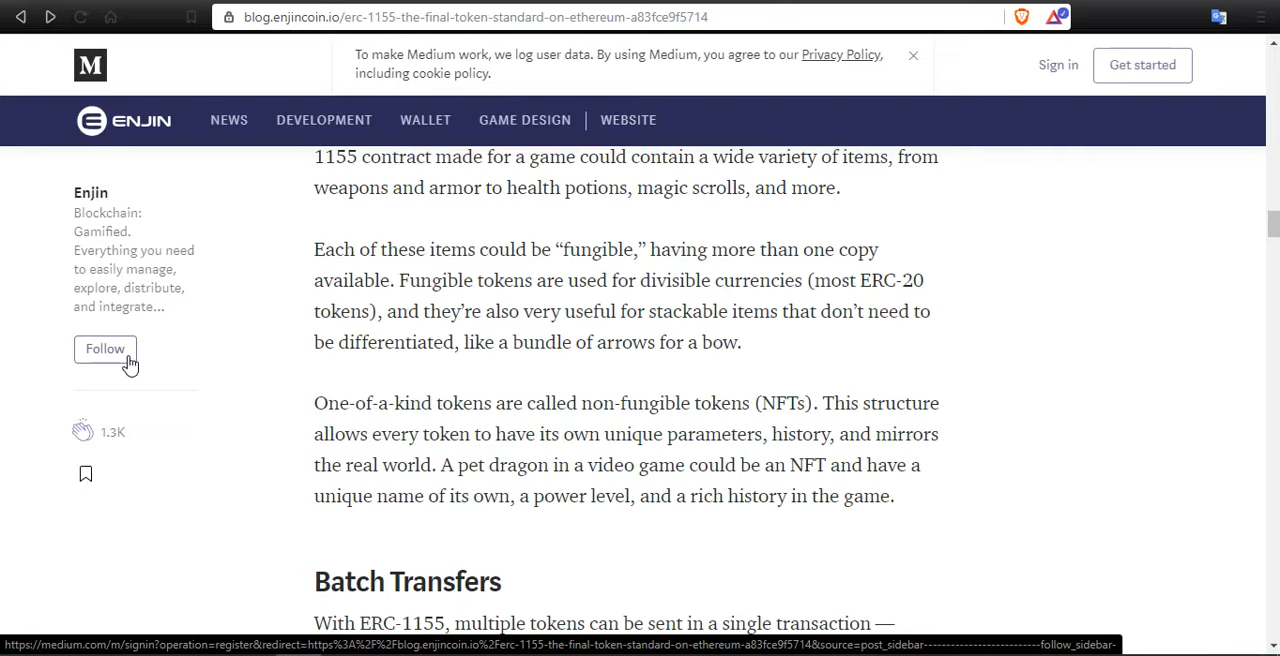 blog.enjincoin.io/erc-1155-the-final-token-standard-on-ethereum-a83fce9f5714
M
To make Medium work, we log user data. By using Medium, you agree to our Privacy Policy,
including cookie policy.
Sign in
Get started
ENJIN
NEWS
DEVELOPMENT
WALLET
GAME DESIGN
WEBSITE
Enjin
Blockchain:
Gamified.
Everything you need
to easily manage,
explore, distribute,
and integrate...
Follow
1.3K
1155 contract made for a game could contain a wide variety of items, from
weapons and armor to health potions, magic scrolls, and more.
Each of these items could be “fungible,” having more than one copy
available. Fungible tokens are used for divisible currencies (most ERC-20
tokens), and they’re also very useful for stackable items that don’t need to
be differentiated, like a bundle of arrows for a bow.
One-of-a-kind tokens are called non-fungible tokens (NFTs). This structure
allows every token to have its own unique parameters, history, and mirrors
the real world. A pet dragon in a video game could be an NFT and have a
unique name of its own, a power level, and a rich history in the game.
Batch Transfers
With ERC-1155, multiple tokens can be sent in a single transaction —
https://medium.com/m/signin?operation=register&redirect=https%3A%2F%2Fblog.enjincoin.io%2Ferc-1155-the-final-token-standard-on-ethereum-a83fce9f5714&source=post_sidebar--------------------------follow_sidebar-